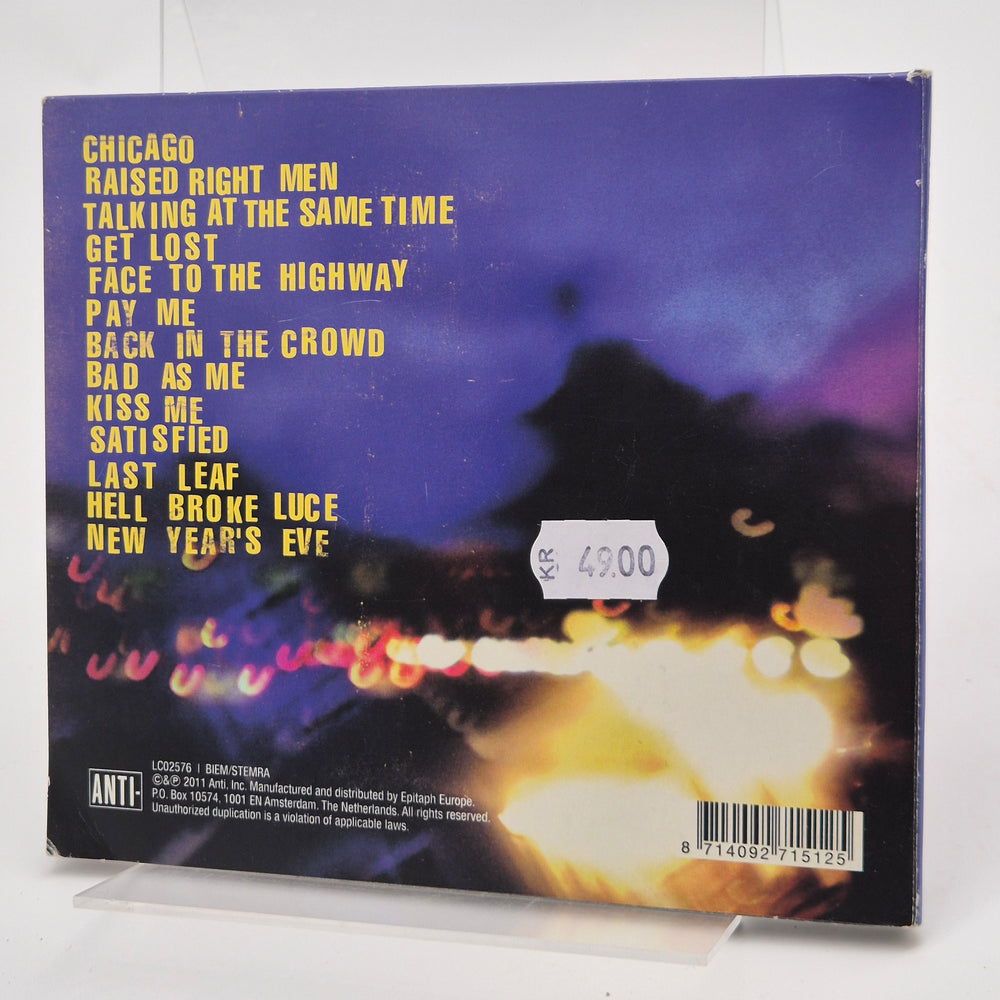 CHICAGO
RAISED RIGHT MEN
TALKING AT THE SAME TIME
GET LOST
FACE TO THE HIGHWAY
PAY ME
BACK IN THE CROWD
BAD AS ME
KISS ME
SATISFIED
LAST LEAF
HELL BROKE LUCE
NEW YEAR'S EVE
KR 49.00
ANTI-
LC02576 | BIEM/STEMRA
©&℗ 2011 Anti, Inc. Manufactured and distributed by Epitaph Europe.
P.O. Box 10574, 1001 EN Amsterdam. The Netherlands. All rights reserved.
Unauthorized duplication is a violation of applicable laws.
8 714092 715125